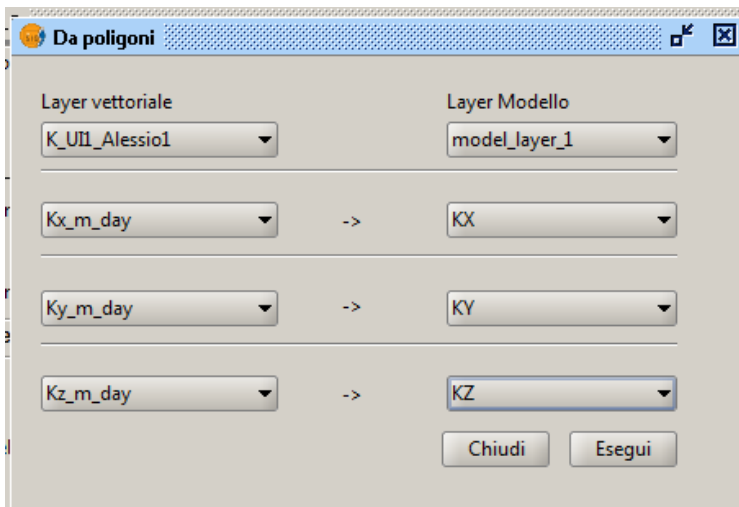 Da poligoni
Layer vettoriale Layer Modello
K_UI1_Alessio1 model_layer_1
Kx_m_day -> KX
Ky_m_day -> KY
Kz_m_day -> KZ
Chiudi Esegui